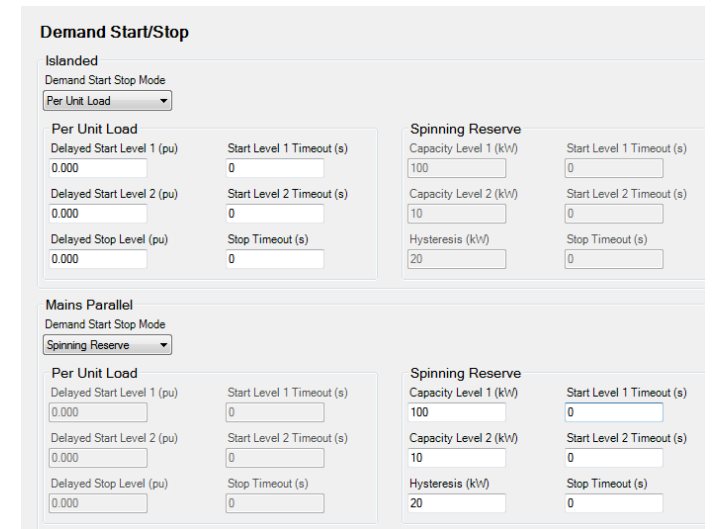 Demand Start/Stop
Islanded
Demand Start Stop Mode
Per Unit Load
Per Unit Load
Delayed Start Level 1 (pu) Start Level 1 Timeout (s)
0.000 0
Delayed Start Level 2 (pu) Start Level 2 Timeout (s)
0.000 0
Delayed Stop Level (pu) Stop Timeout (s)
0.000 0
Spinning Reserve
Capacity Level 1 (kW) Start Level 1 Timeout (s)
100 0
Capacity Level 2 (kW) Start Level 2 Timeout (s)
10 0
Hysteresis (kW) Stop Timeout (s)
20 0
Mains Parallel
Demand Start Stop Mode
Spinning Reserve
Per Unit Load
Delayed Start Level 1 (pu) Start Level 1 Timeout (s)
0.000 0
Delayed Start Level 2 (pu) Start Level 2 Timeout (s)
0.000 0
Delayed Stop Level (pu) Stop Timeout (s)
0.000 0
Spinning Reserve
Capacity Level 1 (kW) Start Level 1 Timeout (s)
100 0
Capacity Level 2 (kW) Start Level 2 Timeout (s)
10 0
Hysteresis (kW) Stop Timeout (s)
20 0